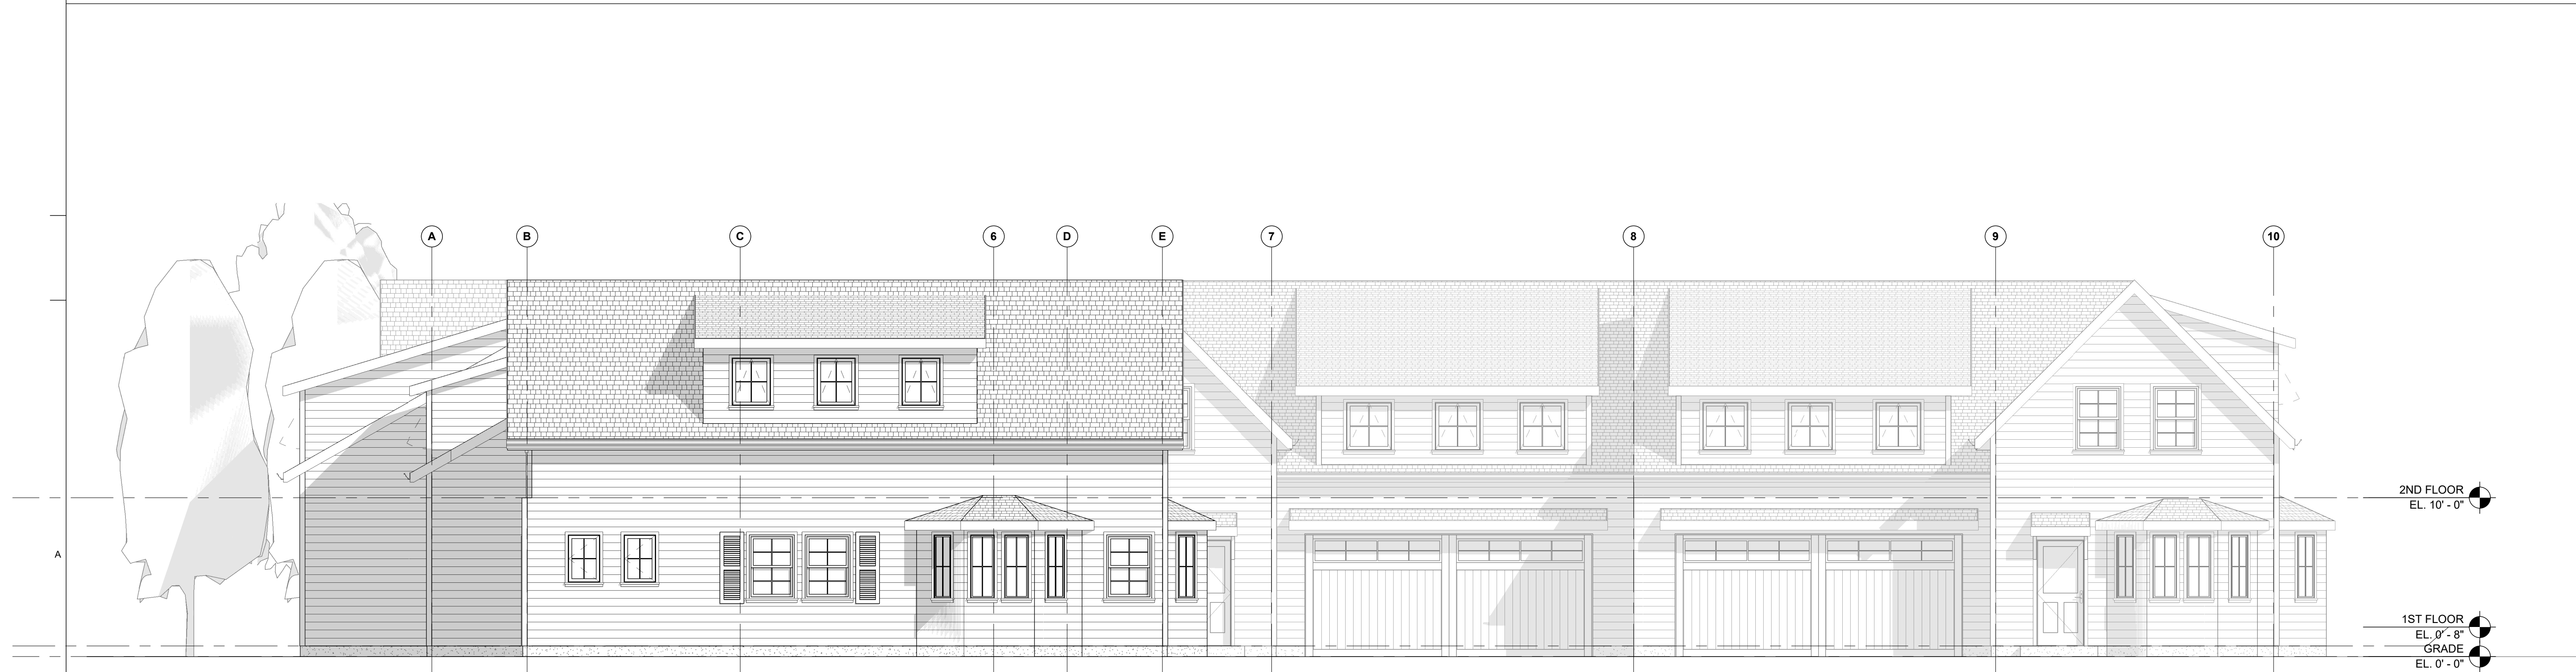 A
B
C
6
D
E
7
8
9
10
2ND FLOOR
EL. 10' - 0"
A
1ST FLOOR
EL. 0' - 8"
GRADE
EL. 0' - 0"